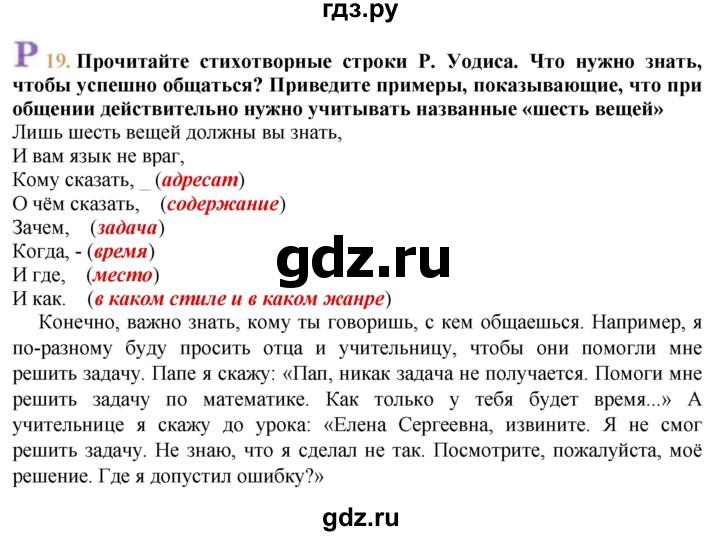 гдз.ру
Р 19. Прочитайте стихотворные строки Р. Уодиса. Что нужно знать,
чтобы успешно общаться? Приведите примеры, показывающие, что при
общении действительно нужно учитывать названные «шесть вещей»
Лишь шесть вещей должны вы знать,
И вам язык не враг,
Кому сказать, _ (адресат)
О чём сказать, (содержание)
Зачем, (задача)
Когда, - (время)
И где, (место)
И как. (в каком стиле и в каком жанре)
gdz.ru
Конечно, важно знать, кому ты говоришь, с кем общаешься. Например, я
по-разному буду просить отца и учительницу, чтобы они помогли мне
решить задачу. Папе я скажу: «Пап, никак задача не получается. Помоги мне
решить задачу по математике. Как только у тебя будет время...» А
учительнице я скажу до урока: «Елена Сергеевна, извините. Я не смог
решить задачу. Не знаю, что я сделал не так. Посмотрите, пожалуйста, моё
решение. Где я допустил ошибку?»
gdz.ru